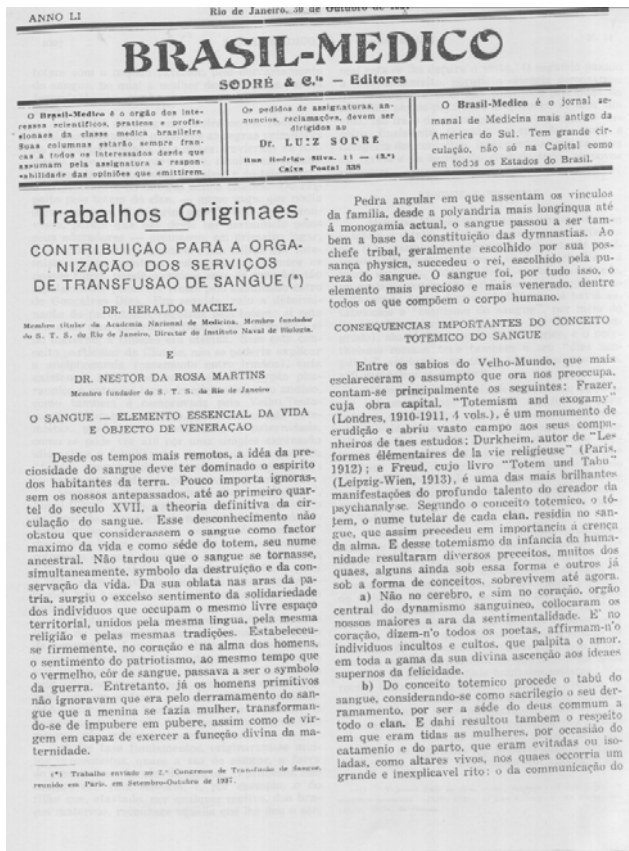 ANNO LI
Rio de Janeiro, 30 de Outubro de
BRASIL-MEDICO
SODRÉ & C.ia — Editores
O Brasil-Medico é o orgão dos inte-
resses scientificos, praticos e profis-
sionaes da classe medica brasileira
Suas columnas estarão sempre fran-
cas a todos os interessados desde que
assumam pela assignatura a respon-
sabilidade das opiniões que emittirem.
Os pedidos de assignaturas, an-
nuncios, reclamações, devem ser
dirigidos ao
Dr. LUIZ SODRÉ
Rua Rodrigo Silva, 14 — (2.º)
Caixa Postal 338
O Brasil-Medico é o jornal se-
manal de Medicina mais antigo da
America do Sul. Tem grande cir-
culação, não só na Capital como
em todos os Estados do Brasil.
Trabalhos Originaes
CONTRIBUIÇÃO PARA A ORGA-
NIZAÇÃO DOS SERVIÇOS
DE TRANSFUSÃO DE SANGUE (*)
DR. HERALDO MACIEL
Membro titular da Academia Nacional de Medicina, Membro fundador
do S. T. S. do Rio de Janeiro, Director do Instituto Naval de Biologia.
E
DR. NESTOR DA ROSA MARTINS
Membro fundador do S. T. S. do Rio de Janeiro
O SANGUE — ELEMENTO ESSENCIAL DA VIDA
E OBJECTO DE VENERAÇÃO
Desde os tempos mais remotos, a idéa da pre-
ciosidade do sangue deve ter dominado o espirito
dos habitantes da terra. Pouco importa ignoras-
sem os nossos antepassados, até ao primeiro quar-
tel do seculo XVII, a theoria definitiva da cir-
culação do sangue. Esse desconhecimento não
obstou que considerassem o sangue como factor
maximo da vida e como séde do totem, seu nume
ancestral. Não tardou que o sangue se tornasse,
simultaneamente, symbolo da destruição e da con-
servação da vida. Da sua oblata nas aras da pa-
tria, surgiu o excelso sentimento da solidariedade
dos individuos que occupam o mesmo livre espaço
territorial, unidos pela mesma lingua, pela mesma
religião e pelas mesmas tradições. Estabeleceu-
se firmemente, no coração e na alma dos homens,
o sentimento do patriotismo, ao mesmo tempo que
o vermelho, côr de sangue, passava a ser o symbolo
da guerra. Entretanto, já os homens primitivos
não ignoravam que era pelo derramamento do san-
gue que a menina se fazia mulher, transforman-
do-se de impubere em pubere, assim como de vir-
gem em capaz de exercer a funcção divina da ma-
ternidade.
(*) Trabalho enviado ao 2.º Congresso de Transfusão de Sangue,
reunido em Paris, em Setembro-Outubro de 1937.
Pedra angular em que assentam os vinculos
da familia, desde a polyandria mais longinqua até
á monogamia actual, o sangue passou a ser tam-
bem a base da constituição das dymnastias. Ao
chefe tribal, geralmente escolhido por sua pos-
sança physica, succedeu o rei, escolhido pela pu-
reza do sangue. O sangue foi, por tudo isso, o
elemento mais precioso e mais venerado, dentre
todos os que compõem o corpo humano.
CONSEQUENCIAS IMPORTANTES DO CONCEITO
TOTEMICO DO SANGUE
Entre os sabios do Velho-Mundo, que mais
esclareceram o assumpto que ora nos preoccupa,
contam-se principalmente os seguintes: Frazer,
cuja obra capital, "Totemism and exogamy"
(Londres, 1910-1911, 4 vols.), é um monumento de
erudição e abriu vasto campo aos seus compa-
nheiros de taes estudos; Durkheim, autor de "Les
formes élémentaires de la vie religieuse" (Paris,
1912); e Freud, cujo livro "Totem und Tabu"
(Leipzig-Wien, 1913), é uma das mais brilhantes
manifestações do profundo talento do creador da
psychanalyse. Segundo o conceito totemico, o tó-
tem, o nume tutelar de cada clan, residia no san-
gue, que assim precedeu em importancia á crença
da alma. E desse totemismo da infancia da huma-
nidade resultaram diversos preceitos, muitos dos
quaes, alguns ainda sob essa forma e outros já
sob a forma de conceitos, sobrevivem até agora.
a) Não no cerebro, e sim no coração, orgão
central do dynamismo sanguineo, collocaram os
nossos maiores a ara da sentimentalidade. E' no
coração, dizem-n'o todos os poetas, affirmam-n'o
individuos incultos e cultos, que palpita o amor,
em toda a gama da sua divina ascenção aos ideaes
supernos da felicidade.
b) Do conceito totemico procede o tabú do
sangue, considerando-se como sacrilegio o seu der-
ramamento, por ser a séde do deus commum a
todo o clan. E dahi resultou tambem o respeito
em que eram tidas as mulheres, por occasião do
catamenio e do parto, que eram evitadas ou iso-
ladas, como altares vivos, nos quaes occorria um
grande e inexplicavel rito: o da communicação do